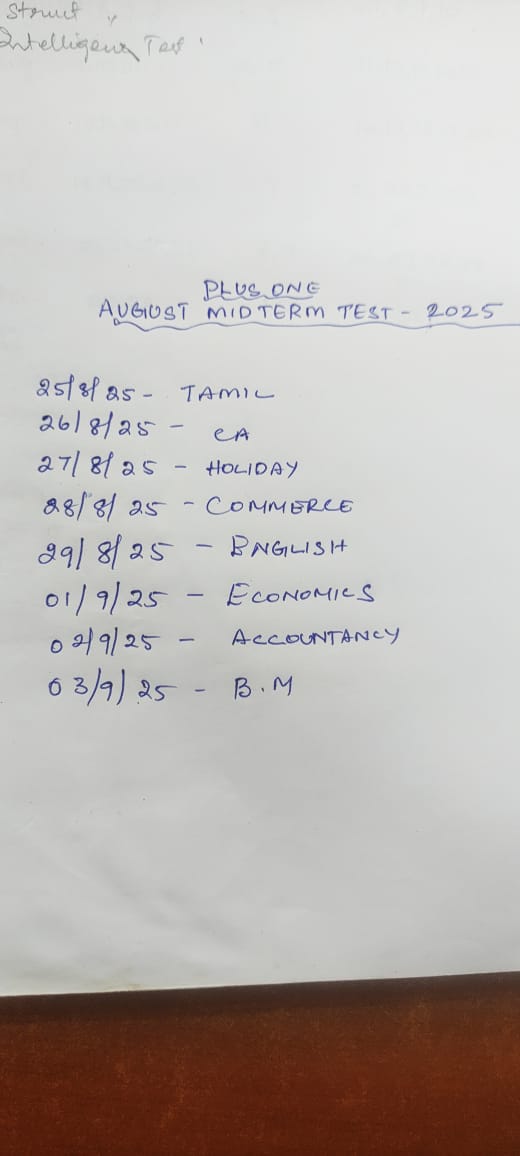 Struct "
Intelligence Test
PLUS ONE
AUGUST MIDTERM TEST - 2025
25/8/25 - TAMIL
26/8/25 - CA
27/8/25 - HOLIDAY
28/8/25 - COMMERCE
29/8/25 - ENGLISH
01/9/25 - ECONOMICS
02/9/25 - ACCOUNTANCY
03/9/25 - B.M